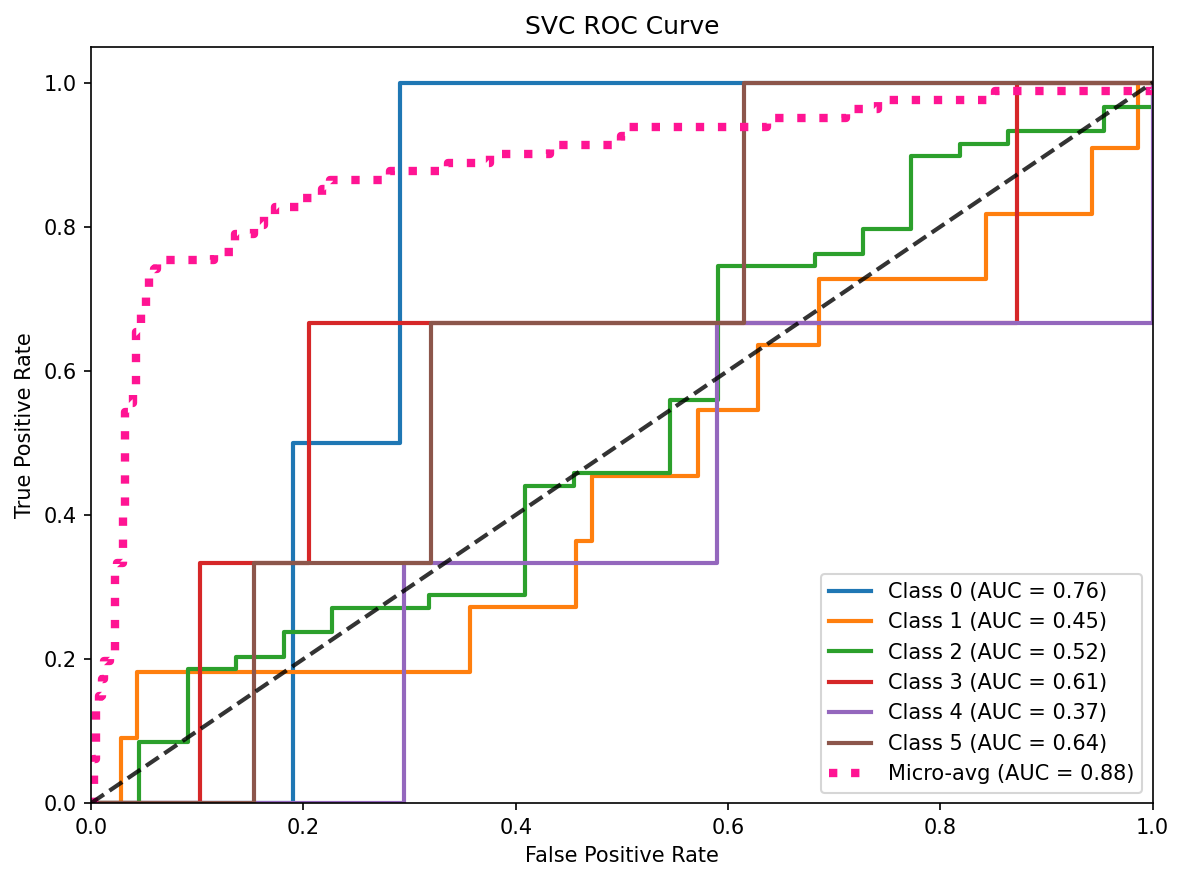 SVC ROC Curve
True Positive Rate
1.0
0.8
0.6
0.4
0.2
0.0
0.0 0.2 0.4 0.6 0.8 1.0
False Positive Rate
Class 0 (AUC = 0.76)
Class 1 (AUC = 0.45)
Class 2 (AUC = 0.52)
Class 3 (AUC = 0.61)
Class 4 (AUC = 0.37)
Class 5 (AUC = 0.64)
Micro-avg (AUC = 0.88)